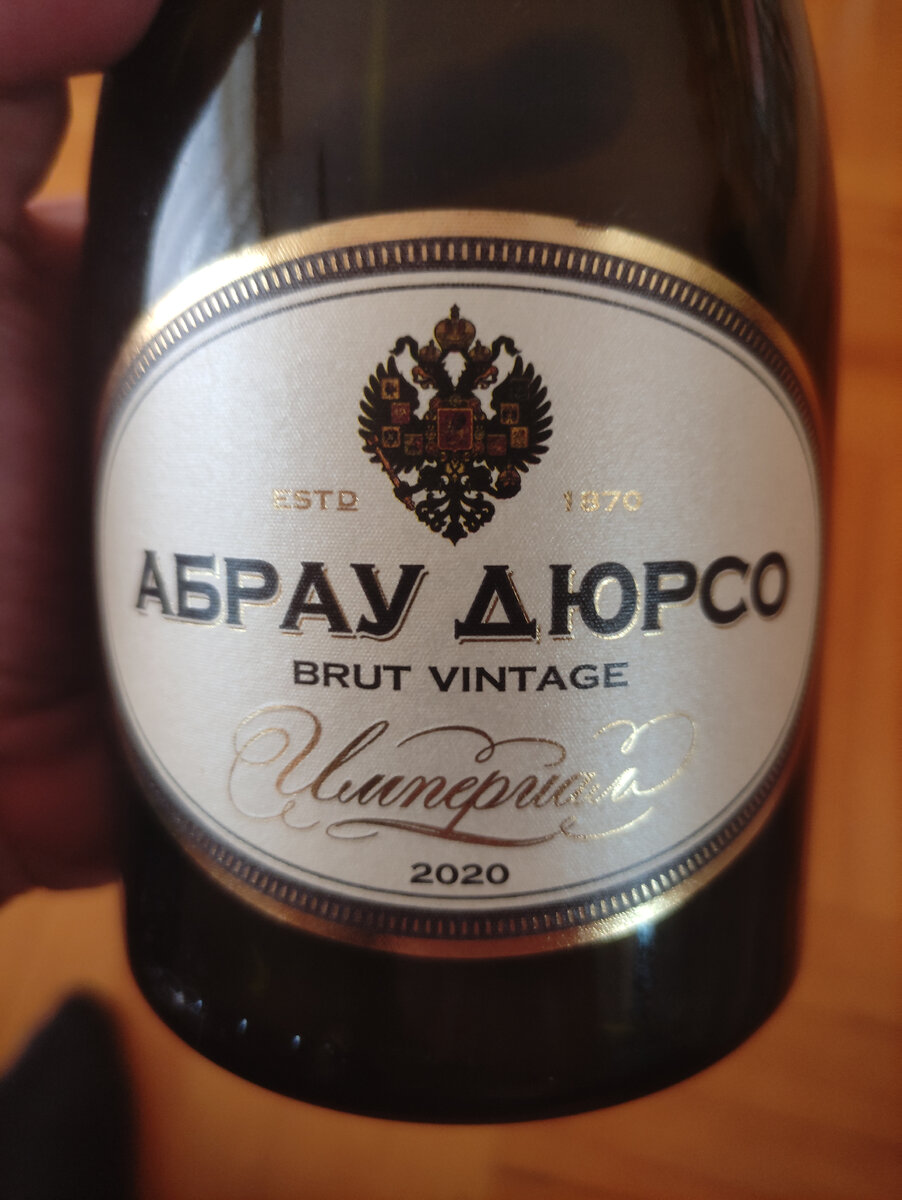 ESTD 1870
АБРАУ ДЮРСО
BRUT VINTAGE
Империал
2020